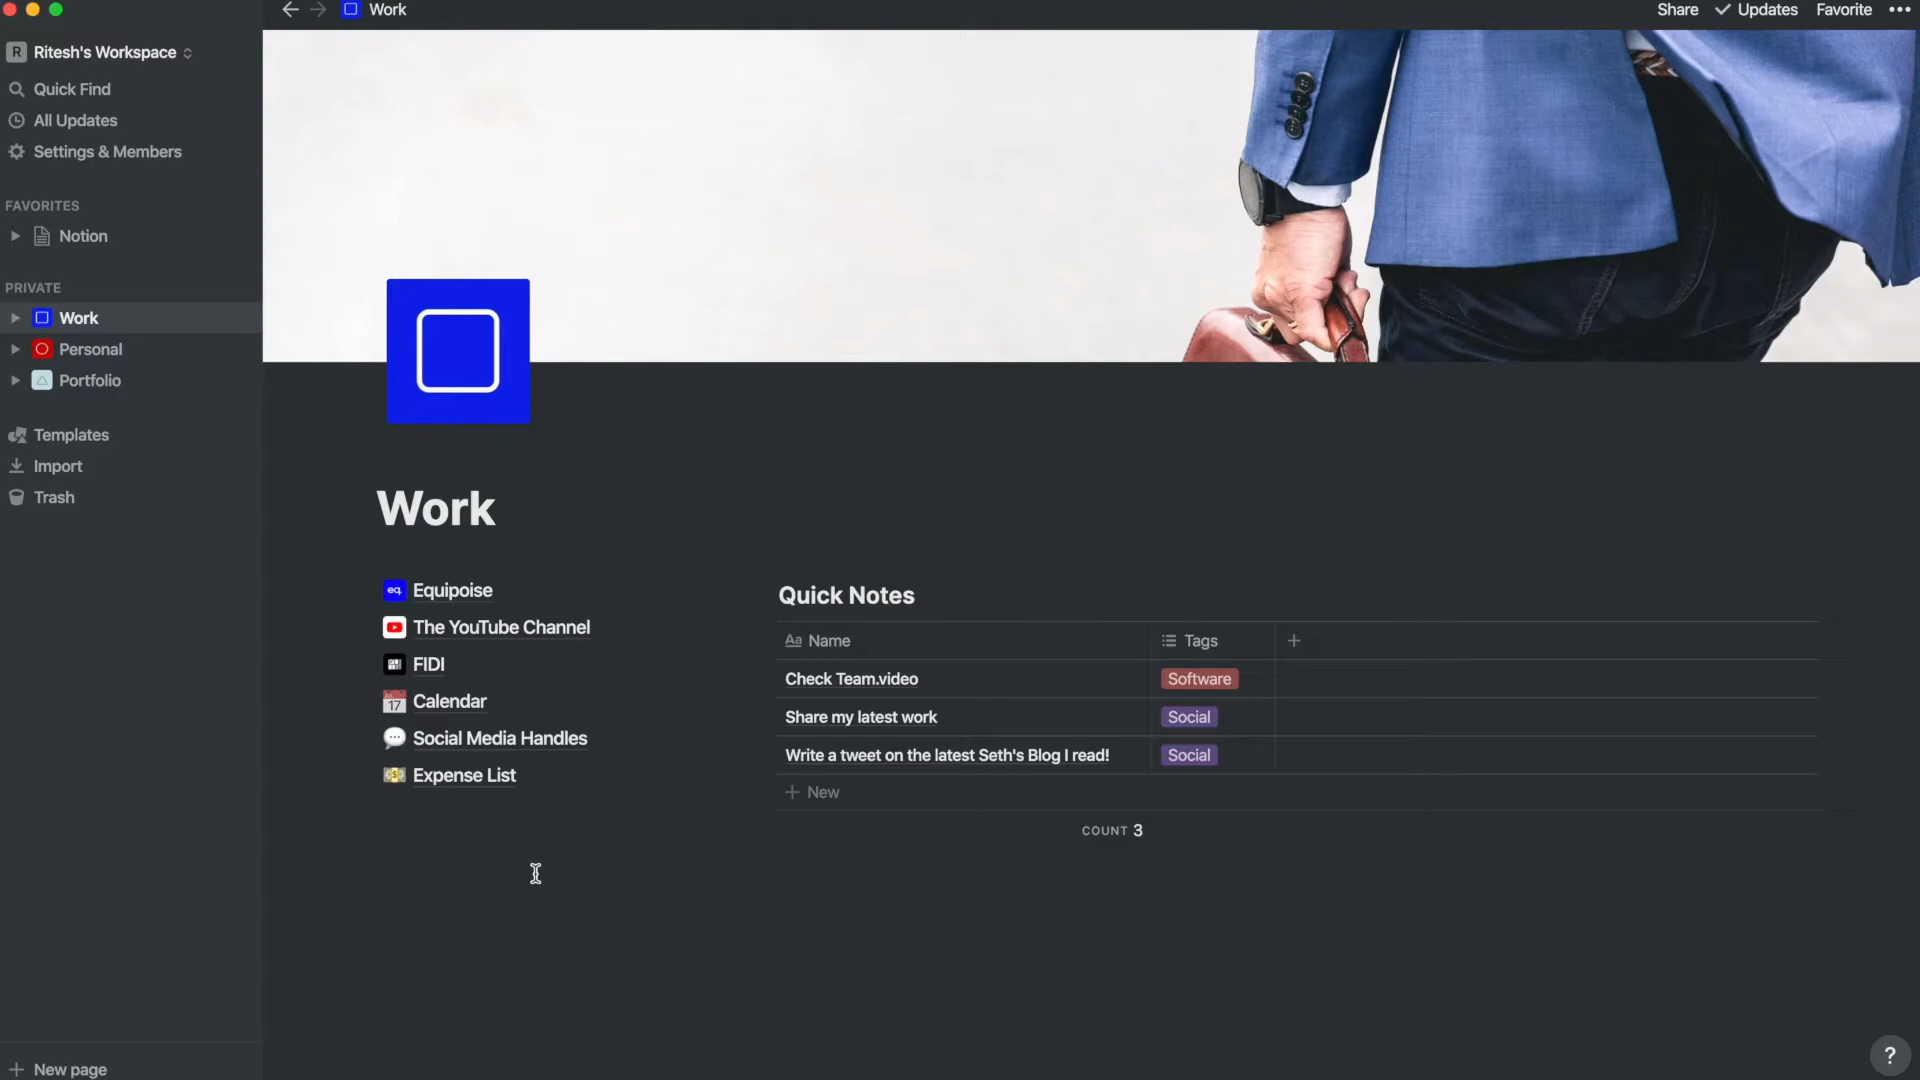 Work
Share
Updates
Favorite
R Ritesh's Workspace
Quick Find
All Updates
Settings & Members
FAVORITES
Notion
PRIVATE
Work
Personal
Portfolio
Templates
Import
Trash
New page
Work
eq. Equipoise
The YouTube Channel
FIDI
17 Calendar
Social Media Handles
Expense List
Quick Notes
Aa Name
Tags
Check Team.video
Software
Share my latest work
Social
Write a tweet on the latest Seth's Blog I read!
Social
New
COUNT 3
?